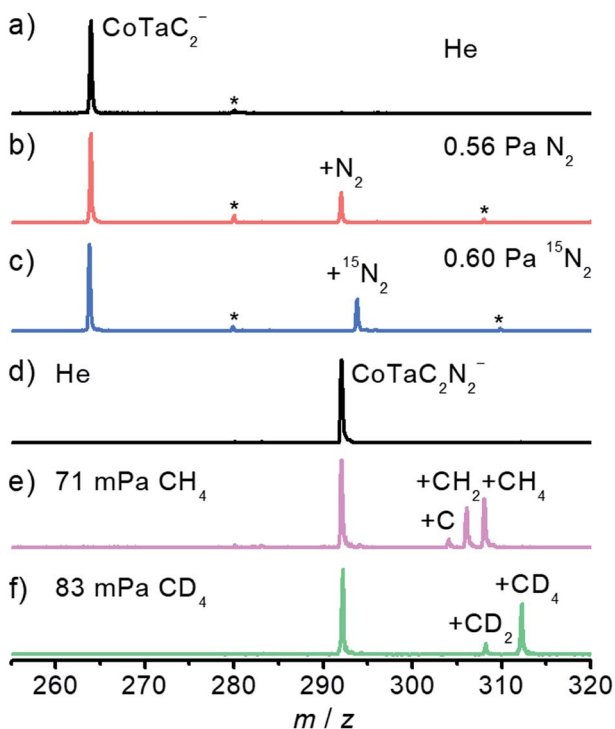 a) CoTaC₂⁻ He
*
b) 0.56 Pa N₂
+N₂
* *
c) 0.60 Pa ¹⁵N₂
+¹⁵N₂
* *
d) He CoTaC₂N₂⁻
e) 71 mPa CH₄ +CH₂ +CH₄
+C
f) 83 mPa CD₄ +CD₄
+CD₂
260 270 280 290 300 310 320
m / z